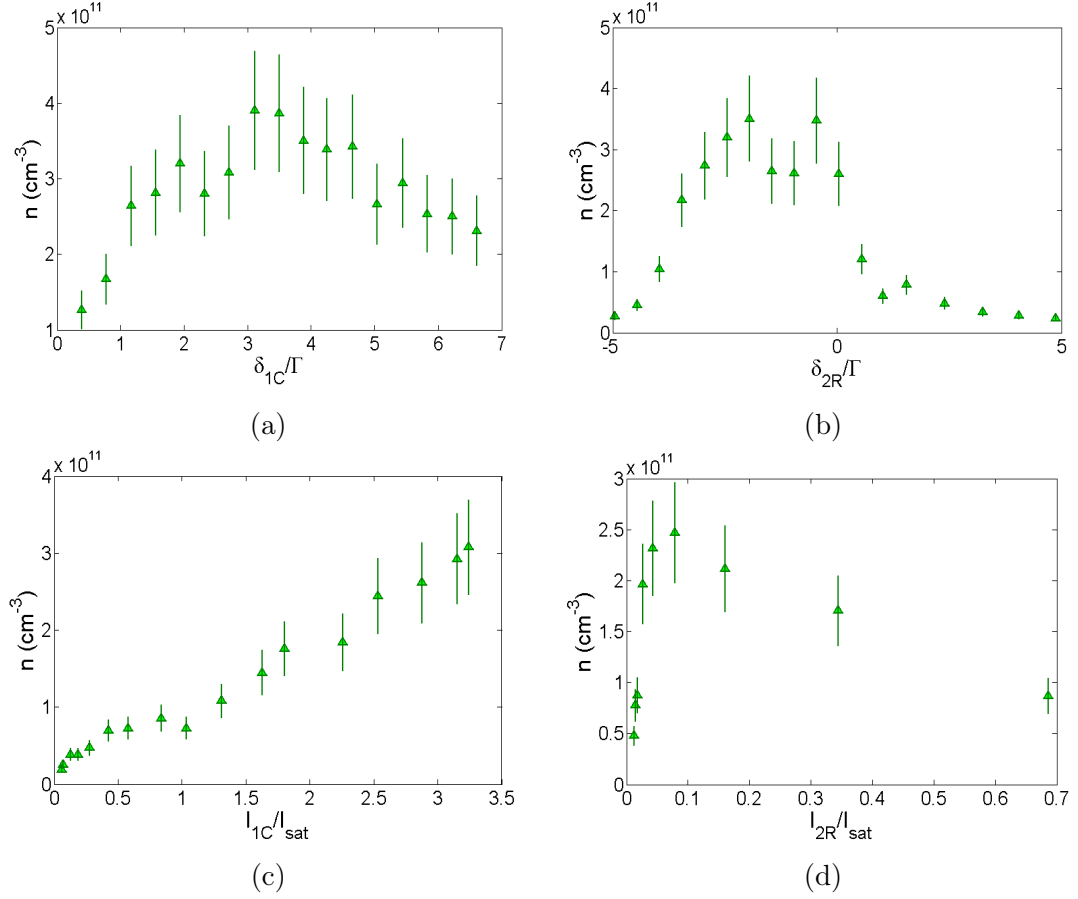 5 × 10^11
5
4
3
2
1
n (cm^-3)
0 1 2 3 4 5 6 7
δ_1C/Γ
(a)
5 × 10^11
5
4
3
2
1
0
n (cm^-3)
-5 0 5
δ_2R/Γ
(b)
4 × 10^11
4
3
2
1
0
n (cm^-3)
0 0.5 1 1.5 2 2.5 3 3.5
I_1C/I_sat
(c)
3 × 10^11
3
2.5
2
1.5
1
0.5
0
n (cm^-3)
0 0.1 0.2 0.3 0.4 0.5 0.6 0.7
I_2R/I_sat
(d)